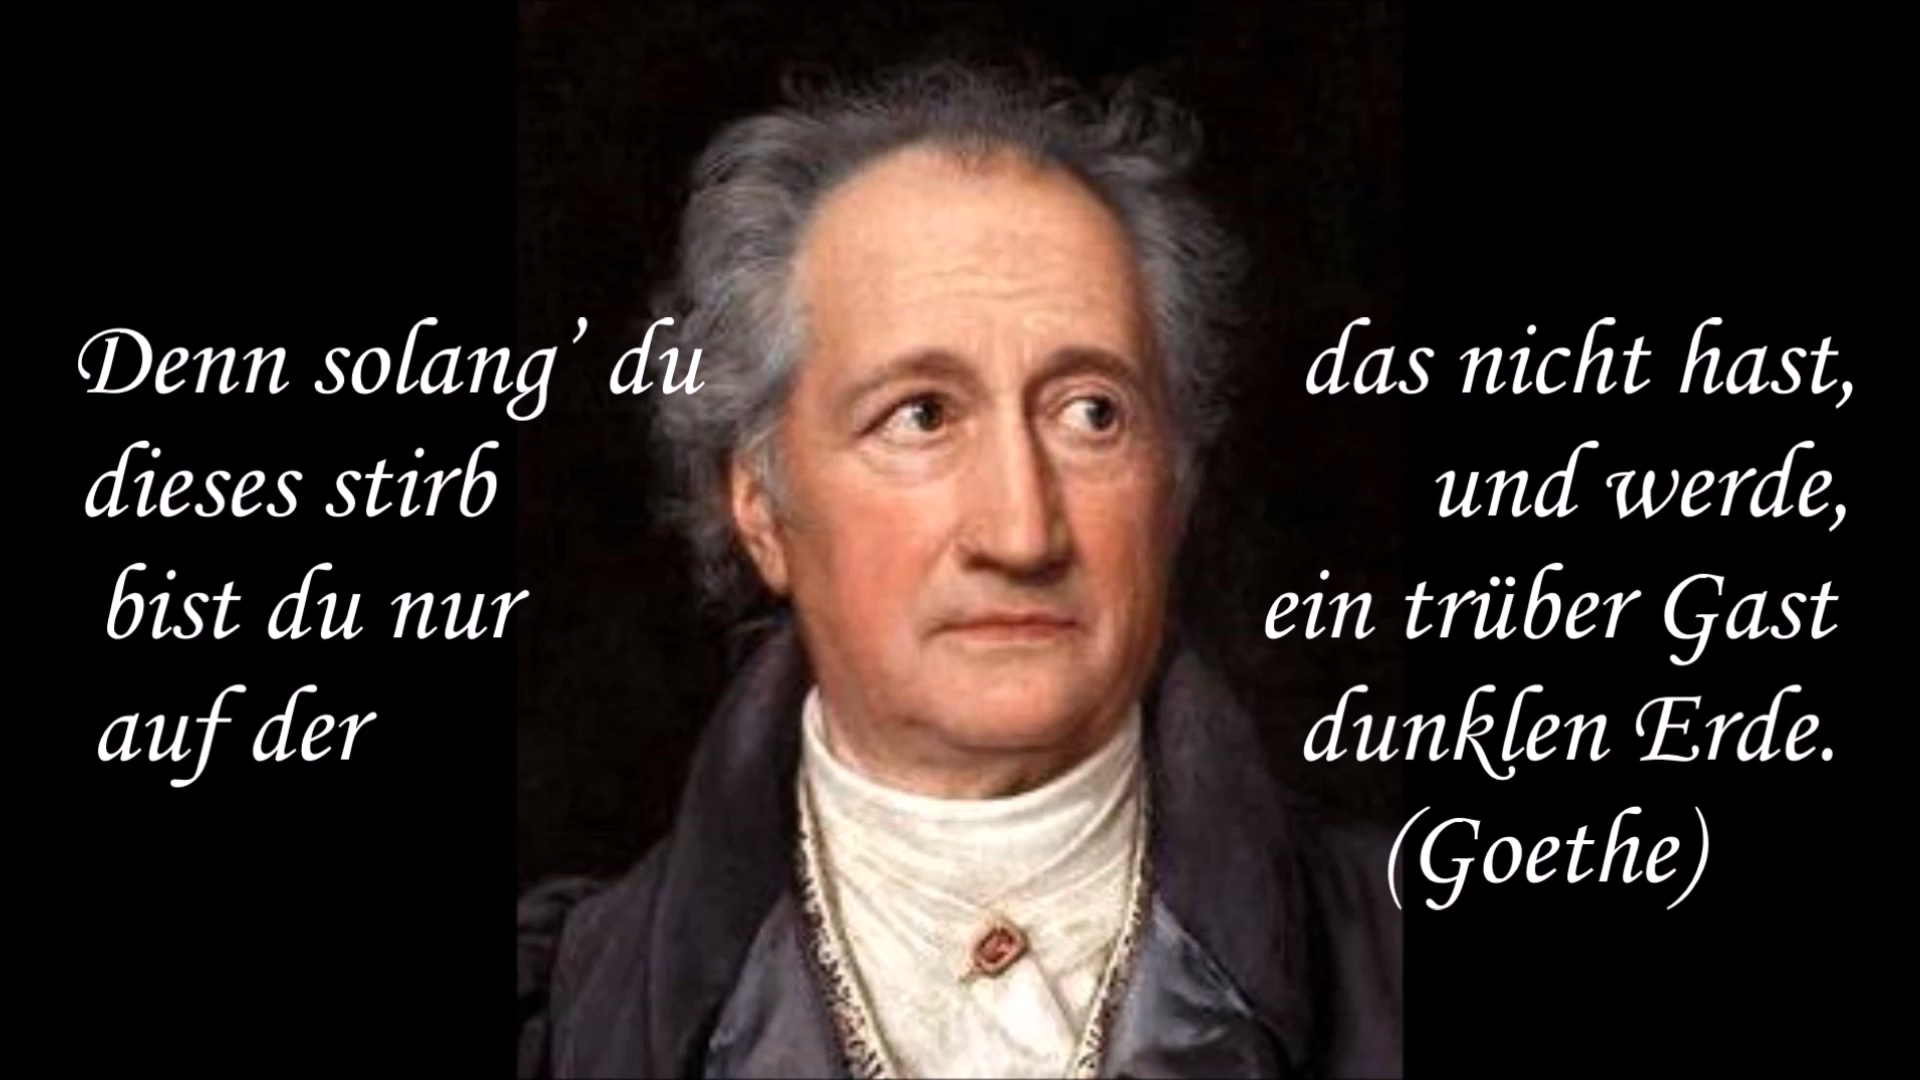 Denn solang’ du das nicht hast,
dieses stirb und werde,
bist du nur ein trüber Gast
auf der dunklen Erde.
(Goethe)